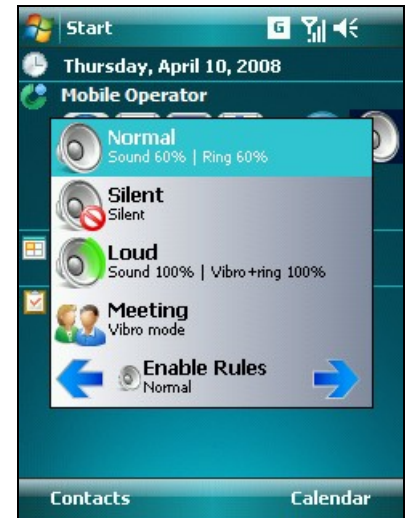 Start
G
Thursday, April 10, 2008
Mobile Operator
Normal
Sound 60% | Ring 60%
Silent
Silent
Loud
Sound 100% | Vibro+ring 100%
Meeting
Vibro mode
Enable Rules
Normal
Contacts Calendar